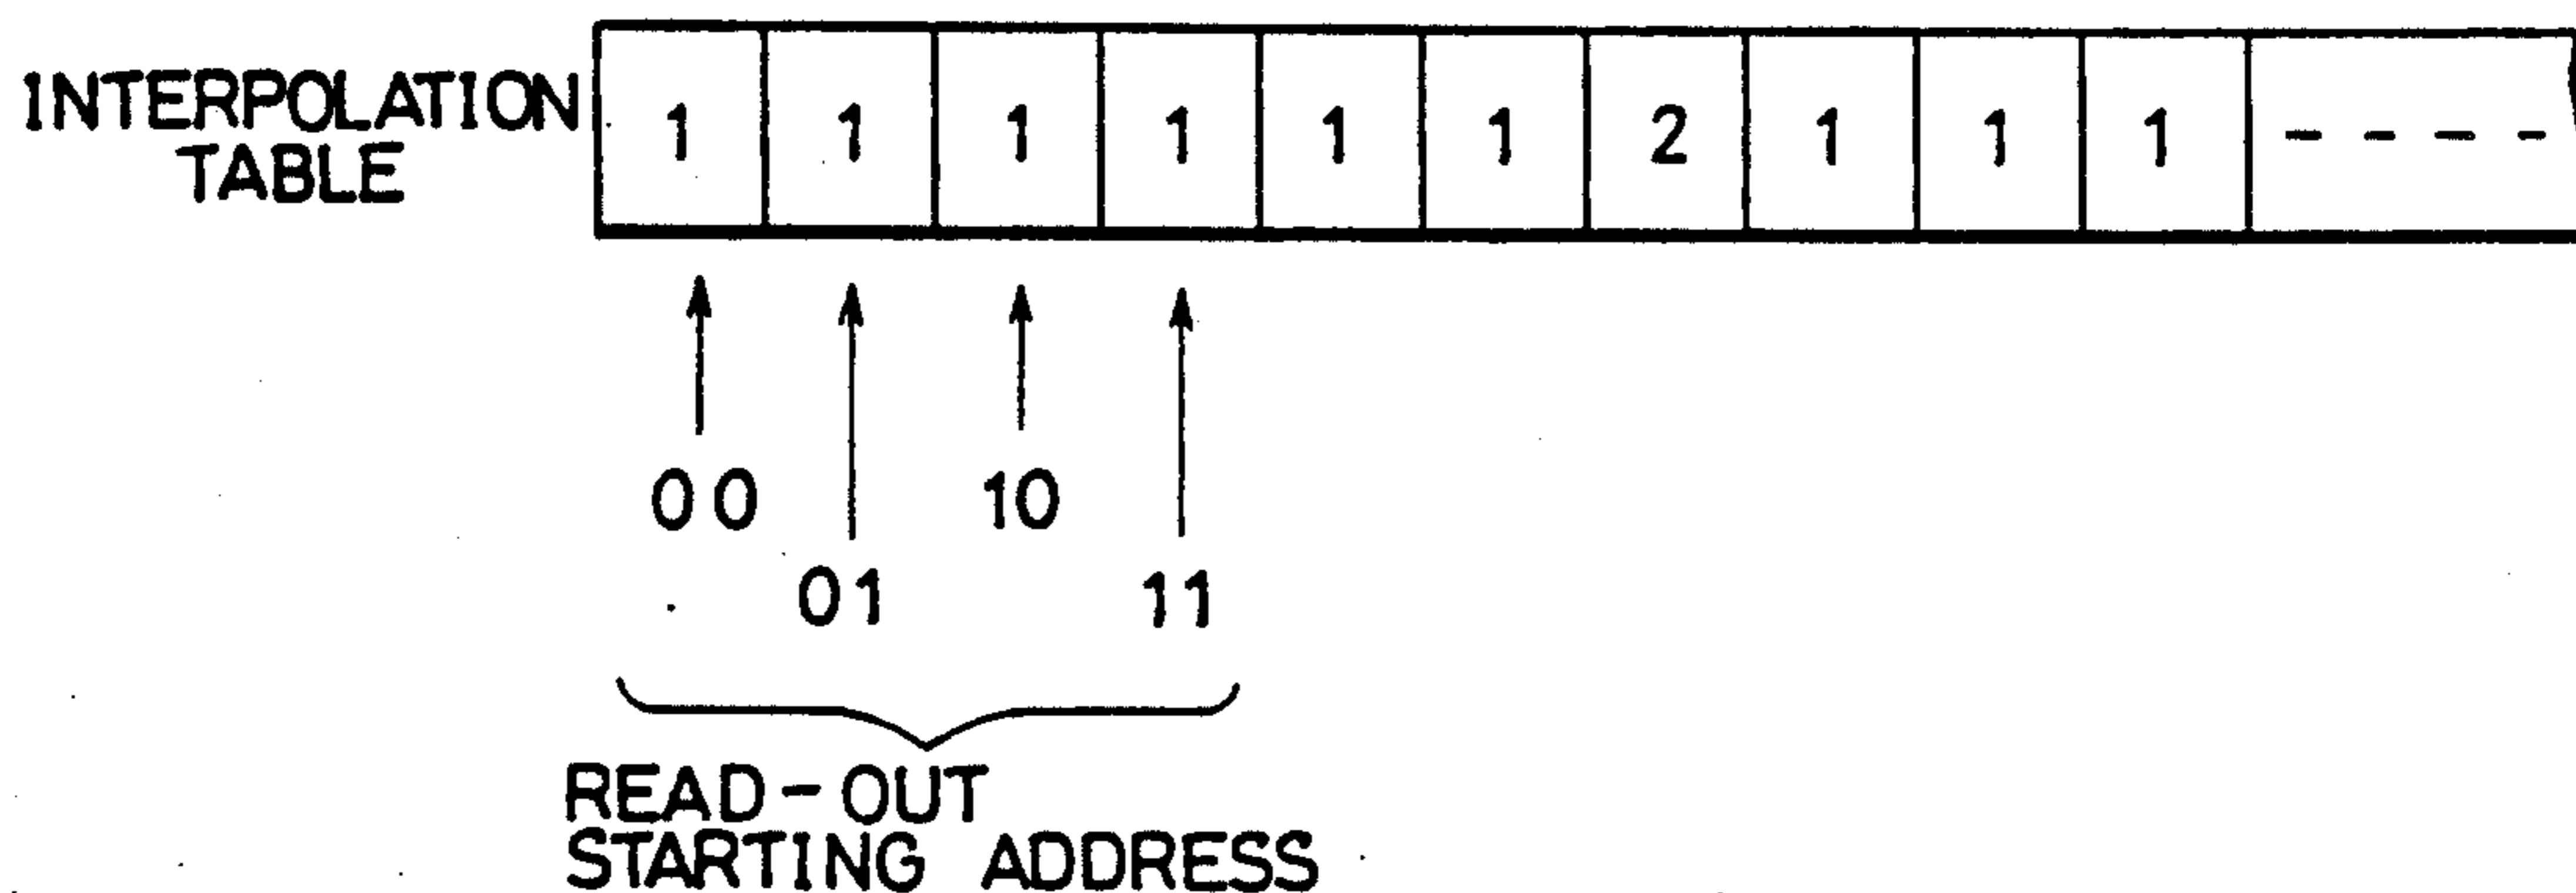 INTERPOLATION
TABLE
1 1 1 1 1 1 2 1 1 1 - - - -
00 10
01 11
READ-OUT
STARTING ADDRESS